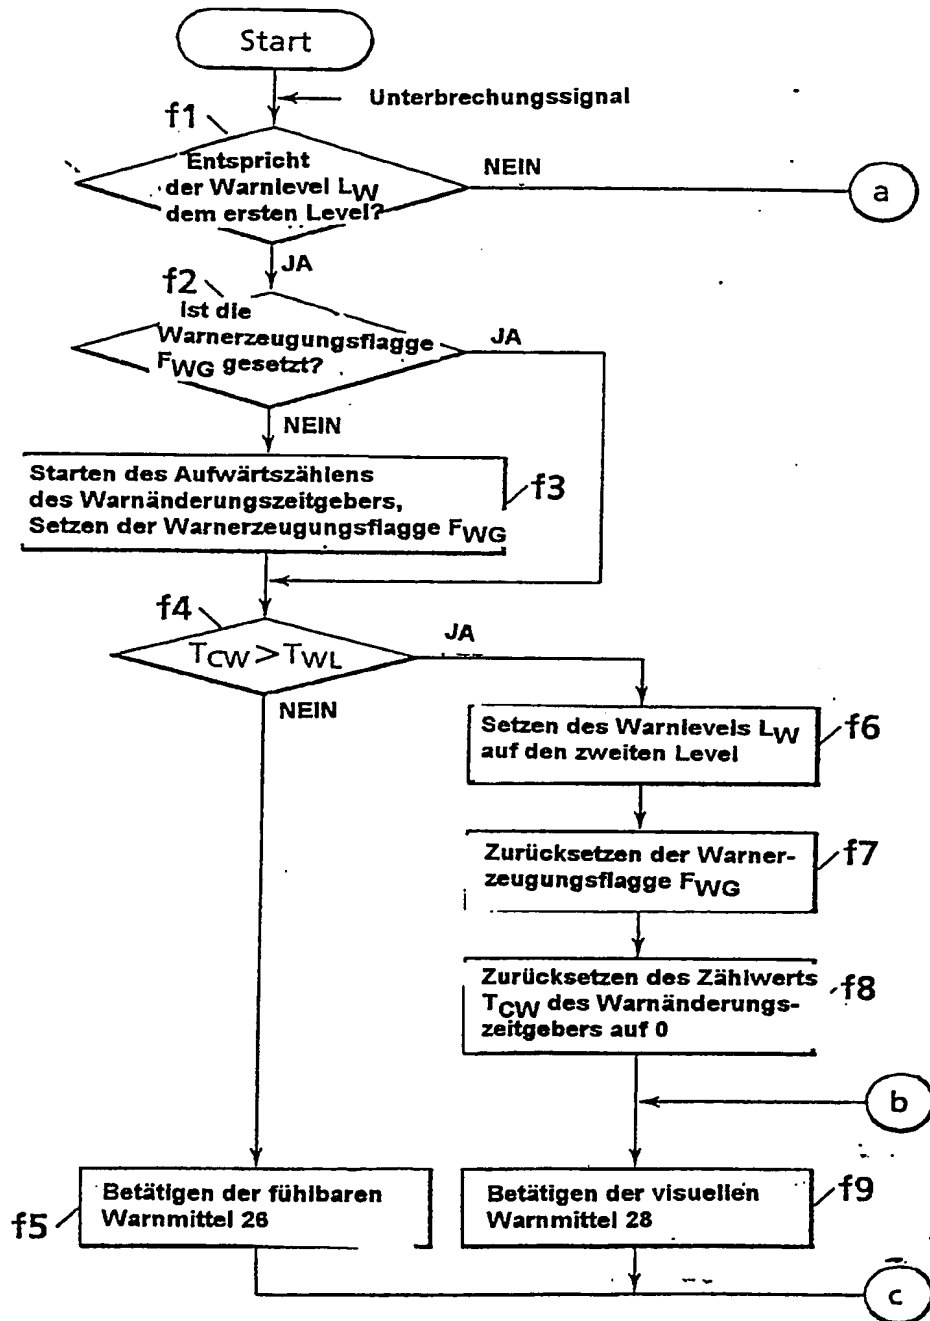 Start
Unterbrechungssignal
f1
Entspricht
der Warnlevel LW
dem ersten Level?
NEIN
a
JA
f2
Ist die
Warnerzeugungsflagge
FWG gesetzt?
JA
NEIN
Starten des Aufwärtszählens
des Warnänderungszeitgebers,
Setzen der Warnerzeugungsflagge FWG
f3
f4
TCW > TWL
JA
NEIN
Setzen des Warnlevels LW
auf den zweiten Level
f6
Zurücksetzen der Warner-
zeugungsflagge FWG
f7
Zurücksetzen des Zählwerts
TCW des Warnänderungs-
zeitgebers auf 0
f8
b
Betätigen der fühlbaren
Warnmittel 26
f5
Betätigen der visuellen
Warnmittel 28
f9
c